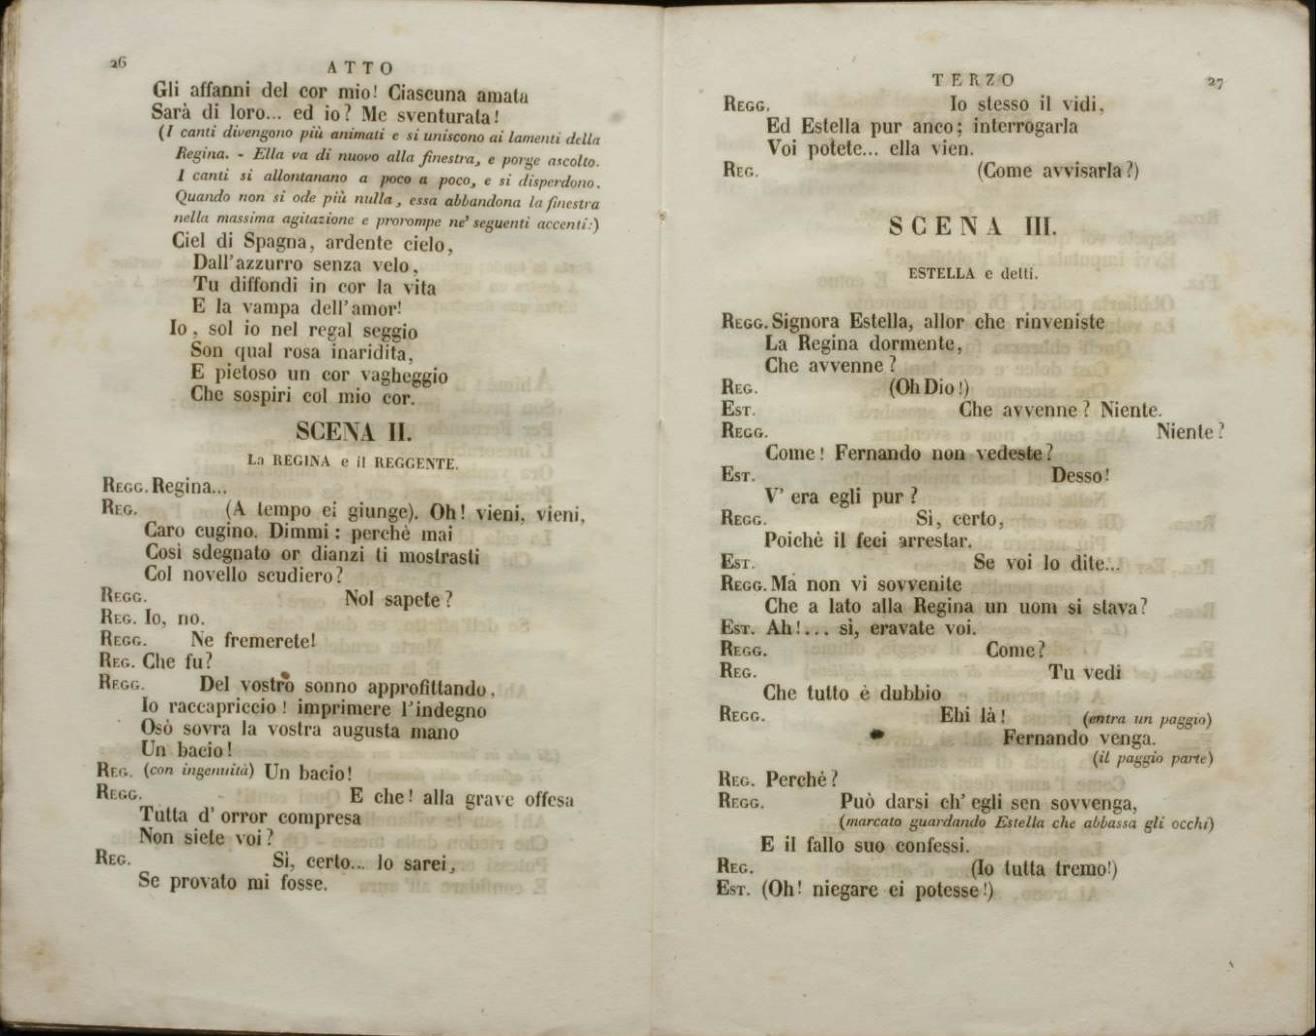 26
ATTO
Gli affanni del cor mio! Ciascuna amata
Sarà di loro... ed io? Me sventurata!
(I canti divengono più animati e si uniscono ai lamenti della
Regina. - Ella va di nuovo alla finestra, e porge ascolto.
I canti si allontanano a poco a poco, e si disperdono.
Quando non si ode più nulla, essa abbandona la finestra
nella massima agitazione e prorompe ne' seguenti accenti:)
Ciel di Spagna, ardente cielo,
Dall'azzurro senza velo,
Tu diffondi in cor la vita
E la vampa dell'amor!
Io, sol io nel regal seggio
Son qual rosa inaridita,
E pietoso un cor vagheggio
Che sospiri col mio cor.
SCENA II.
La REGINA e il REGGENTE.
REGG. Regina...
REG. (A tempo ei giunge). Oh! vieni, vieni,
Caro cugino. Dimmi: perchè mai
Così sdegnato or dianzi ti mostrasti
Col novello scudiero?
REGG. Nol sapete?
REG. Io, no.
REGG. Ne fremerete!
REG. Che fu?
REGG. Del vostro sonno approfittando,
Io raccapriccio! imprimere l'indegno
Osò sovra la vostra augusta mano
Un bacio!
REG. (con ingenuità) Un bacio!
REGG. E che! alla grave offesa
Tutta d'orror compresa
Non siete voi?
REG. Sì, certo... Io sarei,
Se provato mi fosse.
TERZO
27
REGG. Io stesso il vidi,
Ed Estella pur anco; interrogarla
Voi potete... ella vien.
REG. (Come avvisarla?)
SCENA III.
ESTELLA e detti.
REGG. Signora Estella, allor che rinveniste
La Regina dormente,
Che avvenne?
REG. (Oh Dio!)
EST. Che avvenne? Niente.
REGG. Niente?
Come! Fernando non vedeste?
EST. Desso!
V'era egli pur?
REGG. Sì, certo,
Poichè il feci arrestar.
EST. Se voi lo dite...
REGG. Ma non vi sovvenite
Che a lato alla Regina un uom si stava?
EST. Ah!... sì, eravate voi.
REGG. Come?
REG. Tu vedi
Che tutto è dubbio
REGG. Ehi là! (entra un paggio)
Fernando venga.
(il paggio parte)
REG. Perchè?
REGG. Può darsi ch'egli sen sovvenga,
(marcato guardando Estella che abbassa gli occhi)
E il fallo suo confessi.
REG. (Io tutta tremo!)
EST. (Oh! niegare ei potesse!)